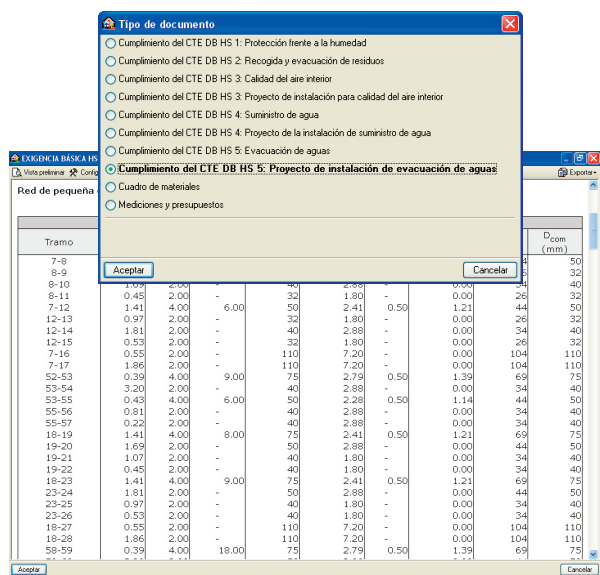 Tipo de documento
Cumplimiento del CTE DB HS 1: Protección frente a la humedad
Cumplimiento del CTE DB HS 2: Recogida y evacuación de residuos
Cumplimiento del CTE DB HS 3: Calidad del aire interior
Cumplimiento del CTE DB HS 3: Proyecto de instalación para calidad del aire interior
Cumplimiento del CTE DB HS 4: Suministro de agua
Cumplimiento del CTE DB HS 4: Proyecto de la instalación de suministro de agua
Cumplimiento del CTE DB HS 5: Evacuación de aguas
Cumplimiento del CTE DB HS 5: Proyecto de instalación de evacuación de aguas
Cuadro de materiales
Mediciones y presupuestos
Aceptar Cancelar
EXIGENCIA BÁSICA HS
Vista preliminar Config Exportar
Red de pequeña
Tramo Dcom (mm)
7-8 4 50
8-9 32
8-10 1.69 2.00 - 40 2.88 - 0.00 34 40
8-11 0.45 2.00 - 32 1.80 - 0.00 26 32
7-12 1.41 4.00 6.00 50 2.41 0.50 1.21 44 50
12-13 0.97 2.00 - 32 1.80 - 0.00 26 32
12-14 1.81 2.00 - 40 2.88 - 0.00 34 40
12-15 0.53 2.00 - 32 1.80 - 0.00 26 32
7-16 0.55 2.00 - 110 7.20 - 0.00 104 110
7-17 1.86 2.00 - 110 7.20 - 0.00 104 110
52-53 0.39 4.00 9.00 75 2.79 0.50 1.39 69 75
53-54 3.20 2.00 - 40 2.88 - 0.00 34 40
53-55 0.43 4.00 6.00 50 2.28 0.50 1.14 44 50
55-56 0.81 2.00 - 40 2.88 - 0.00 34 40
55-57 0.22 2.00 - 40 2.88 - 0.00 34 40
18-19 1.41 4.00 8.00 75 2.41 0.50 1.21 69 75
19-20 1.69 2.00 - 50 2.88 - 0.00 44 50
19-21 1.07 2.00 - 40 1.80 - 0.00 34 40
19-22 0.45 2.00 - 40 1.80 - 0.00 34 40
18-23 1.41 4.00 9.00 75 2.41 0.50 1.21 69 75
23-24 1.81 2.00 - 50 2.88 - 0.00 44 50
23-25 0.97 2.00 - 40 1.80 - 0.00 34 40
23-26 0.53 2.00 - 40 1.80 - 0.00 34 40
18-27 0.55 2.00 - 110 7.20 - 0.00 104 110
18-28 1.86 2.00 - 110 7.20 - 0.00 104 110
58-59 0.39 4.00 18.00 75 2.79 0.50 1.39 69 75
Aceptar Cancelar